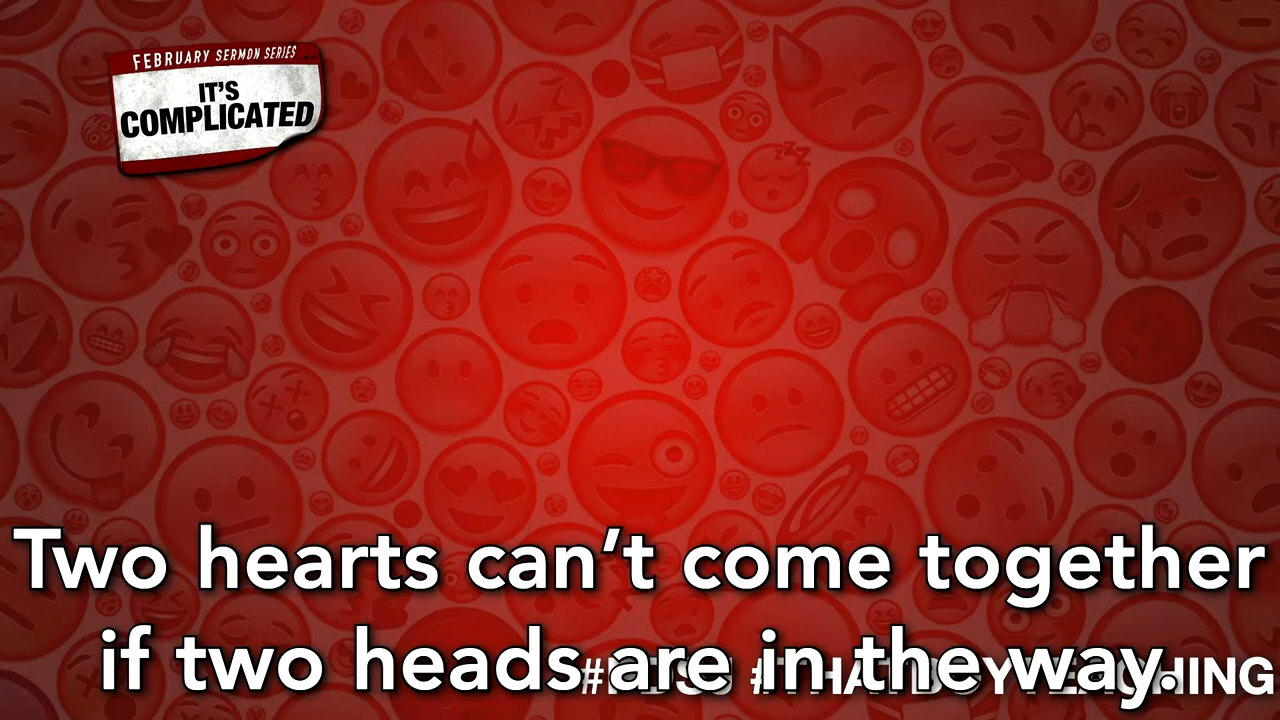 FEBRUARY SERMON SERIES
IT'S
COMPLICATED
Two hearts can’t come together
if two heads are in the way.